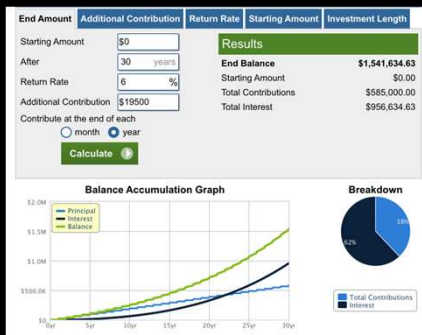 End Amount Additional Contribution Return Rate Starting Amount Investment Length
Starting Amount $0
After 30 years
Return Rate 6 %
Additional Contribution $19500
Contribute at the end of each
month year
Calculate
Results
End Balance $1,541,634.63
Starting Amount $0.00
Total Contributions $585,000.00
Total Interest $956,634.63
Balance Accumulation Graph
$2.0M
$1.5M
$1.0M
$500.0K
$0
Principal
Interest
Balance
0yr 5yr 10yr 15yr 20yr 25yr 30yr
Breakdown
38%
62%
Total Contributions
Interest